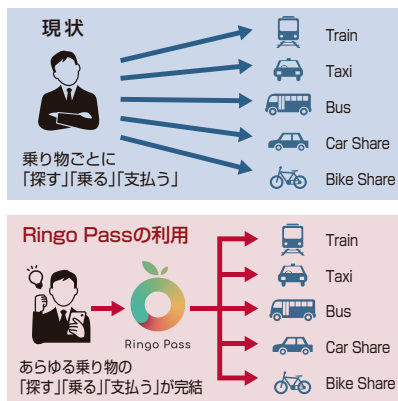 現状
Train
Taxi
Bus
Car Share
Bike Share
乗り物ごとに
「探す」「乗る」「支払う」
Ringo Passの利用
Train
Taxi
Bus
Car Share
Bike Share
Ringo Pass
あらゆる乗り物の
「探す」「乗る」「支払う」が完結